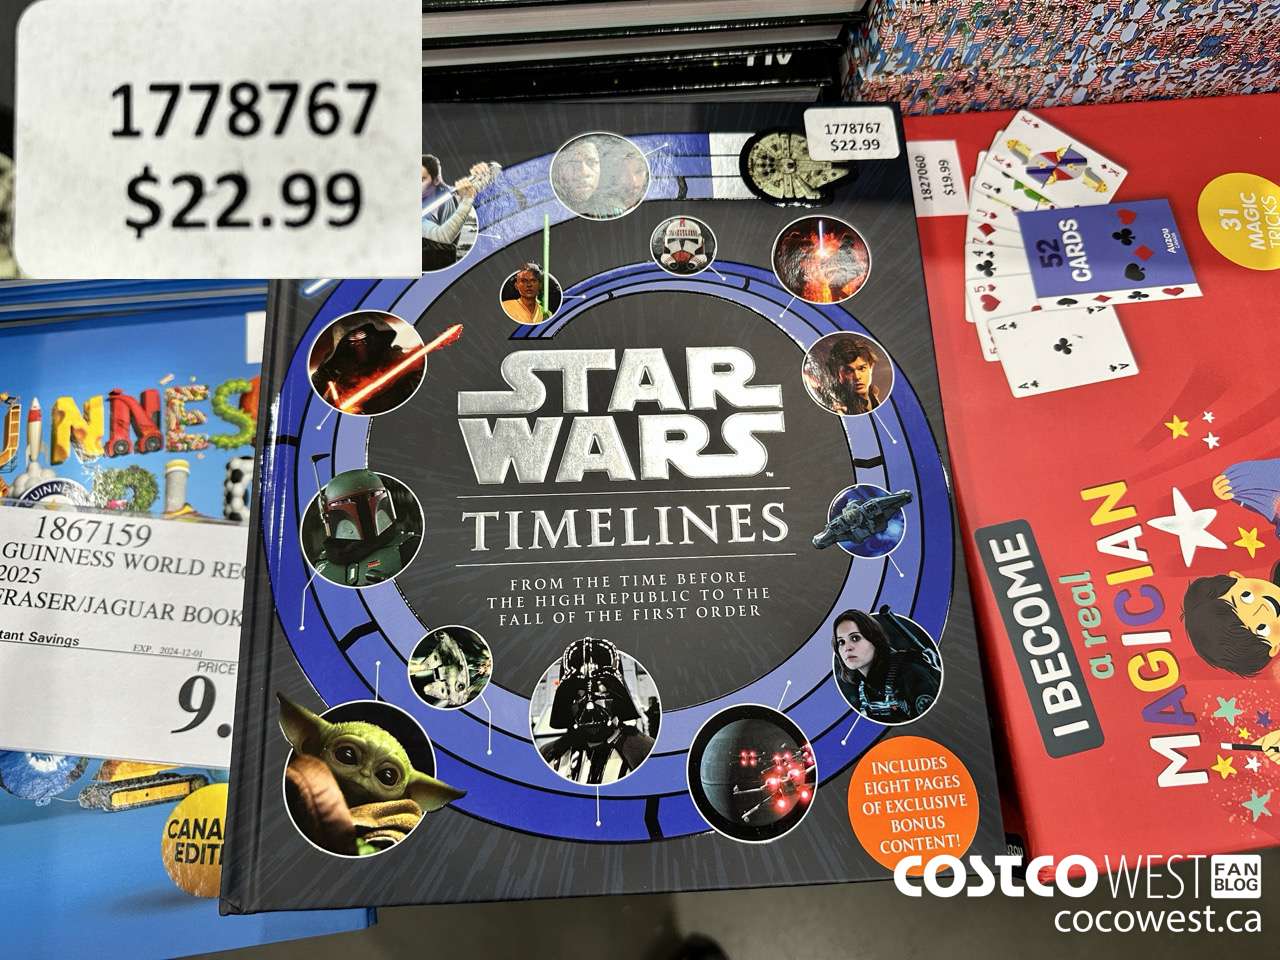 1778767
$22.99
1778767
$22.99
STAR
WARS
TIMELINES
FROM THE TIME BEFORE
THE HIGH REPUBLIC TO THE
FALL OF THE FIRST ORDER
INCLUDES
EIGHT PAGES
OF EXCLUSIVE
BONUS
CONTENT!
NNES
GUINN
1867159
GUINNESS WORLD REC
2025
FRASER/JAGUAR BOOK
tant Savings
EXP. 2024-12-01
PRICE
9.
CANA
EDITI
1827060
$19.99
52
CARDS
Auzou
31
MAGIC
TRICKS
I BECOME
a real
MAGICIAN
COSTCO WEST FAN BLOG
cocowest.ca